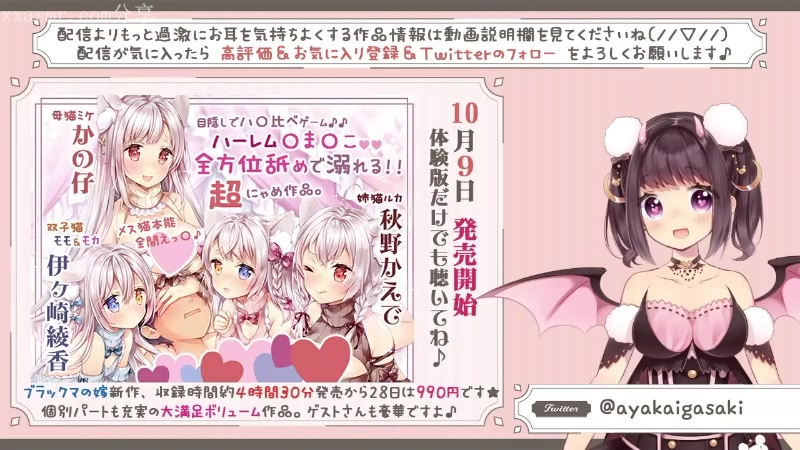 xxasmr.com分享
配信よりもっと過激にお耳を気持ちよくする作品情報は動画説明欄を見てくださいね(//▽//)
配信が気に入ったら 高評価&お気に入り登録&Twitterのフォロー をよろしくお願いします♪
母猫ミケ
かの仔
目隠しでハ〇比べゲーム♪♪
ハーレム〇ま〇こ♥♥
全方位舐めで溺れる!!
超にゃめ作品。
双子猫
モモ&モカ
伊ヶ崎綾香
メス猫本能
全開えっ〇♪
姉猫ルカ
秋野かえで
10月9日 発売開始
体験版だけでも聴いてね♪
ブラックマの嫁新作、収録時間約4時間30分発売から28日は990円です★
個別パートも充実の大満足ボリューム作品。ゲストさんも豪華ですよ♪
Twitter
@ayakaigasaki